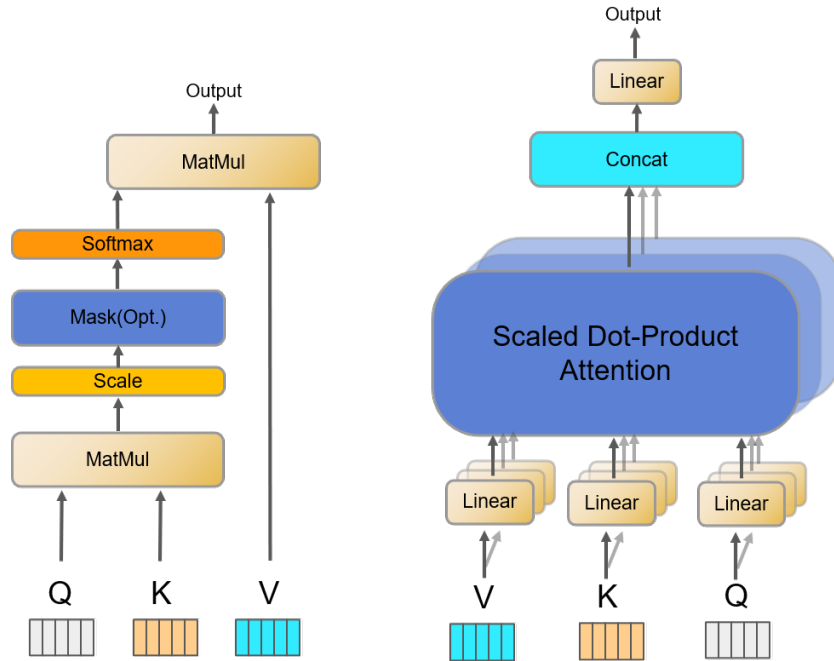 Output
MatMul
Softmax
Mask(Opt.)
Scale
MatMul
Q K V
Output
Linear
Concat
Scaled Dot-Product
Attention
Linear Linear Linear
V K Q